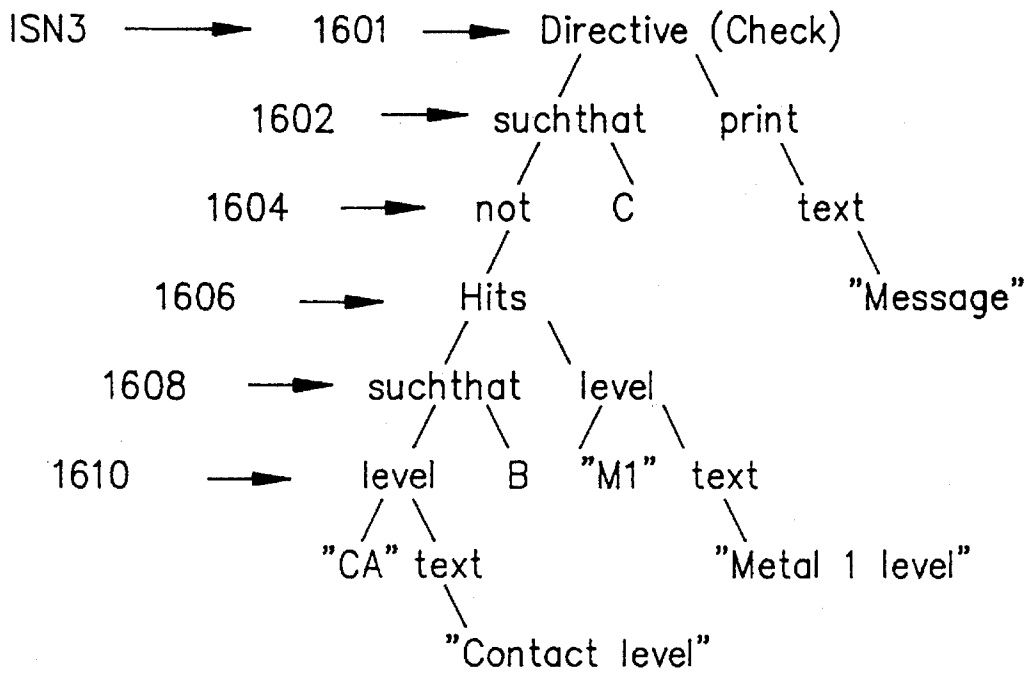 ISN3 1601 Directive (Check)
1602 suchthat print
1604 not C text
1606 Hits "Message"
1608 suchthat level
1610 level B "M1" text
"CA" text "Metal 1 level"
"Contact level"